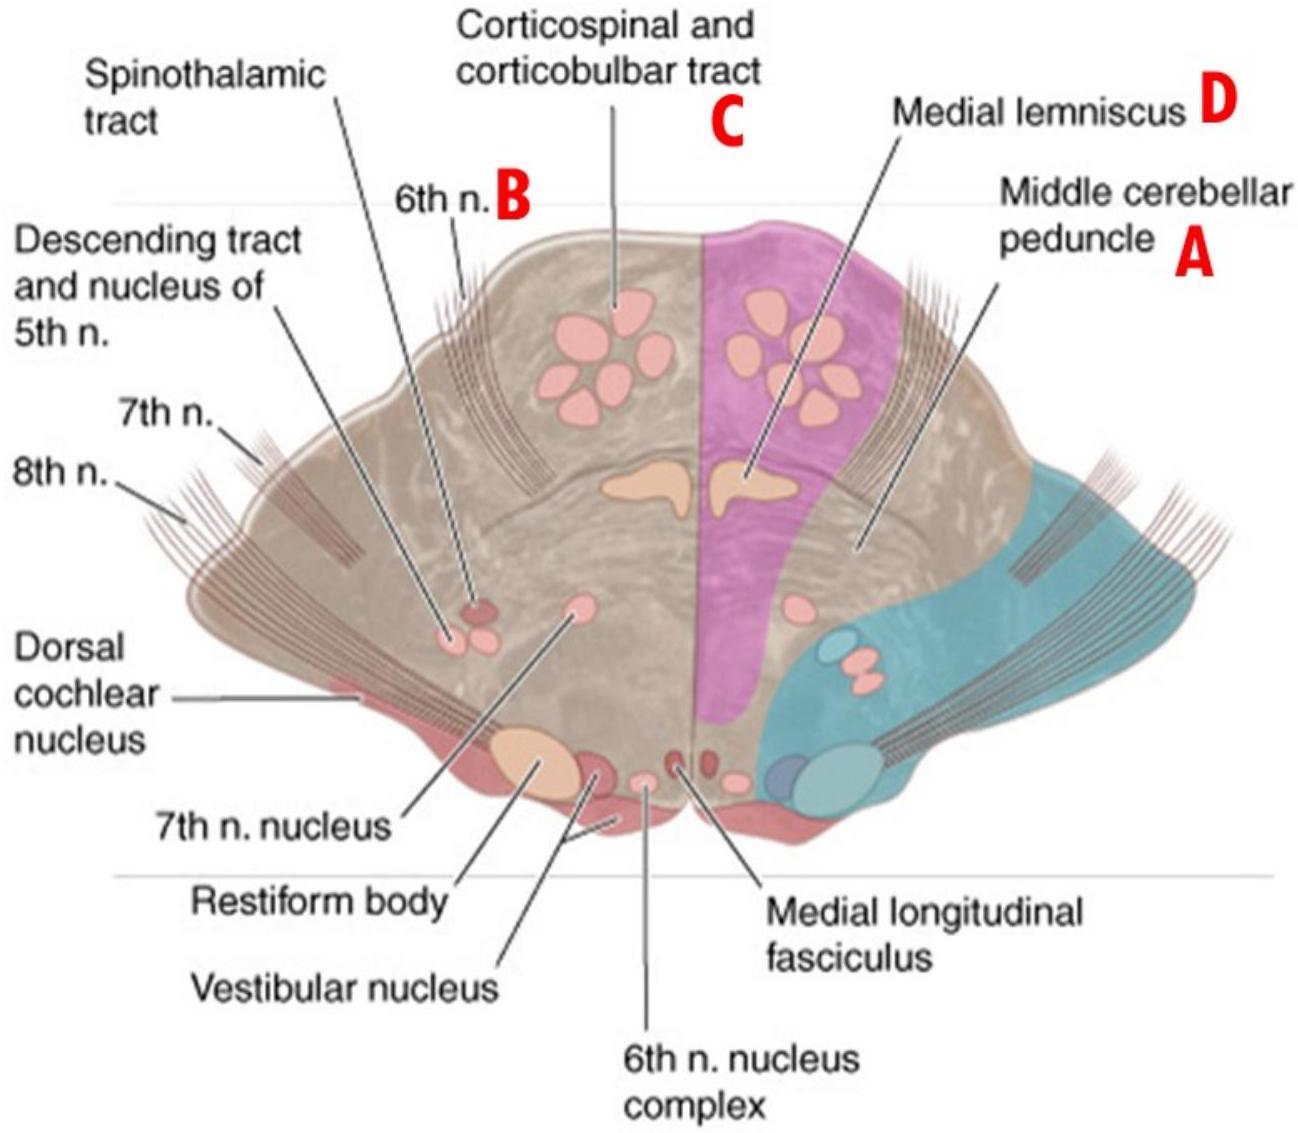 Corticospinal and
corticobulbar tract
C
Spinothalamic
tract
Medial lemniscus D
6th n. B
Middle cerebellar
peduncle A
Descending tract
and nucleus of
5th n.
7th n.
8th n.
Dorsal
cochlear
nucleus
7th n. nucleus
Restiform body
Vestibular nucleus
Medial longitudinal
fasciculus
6th n. nucleus
complex